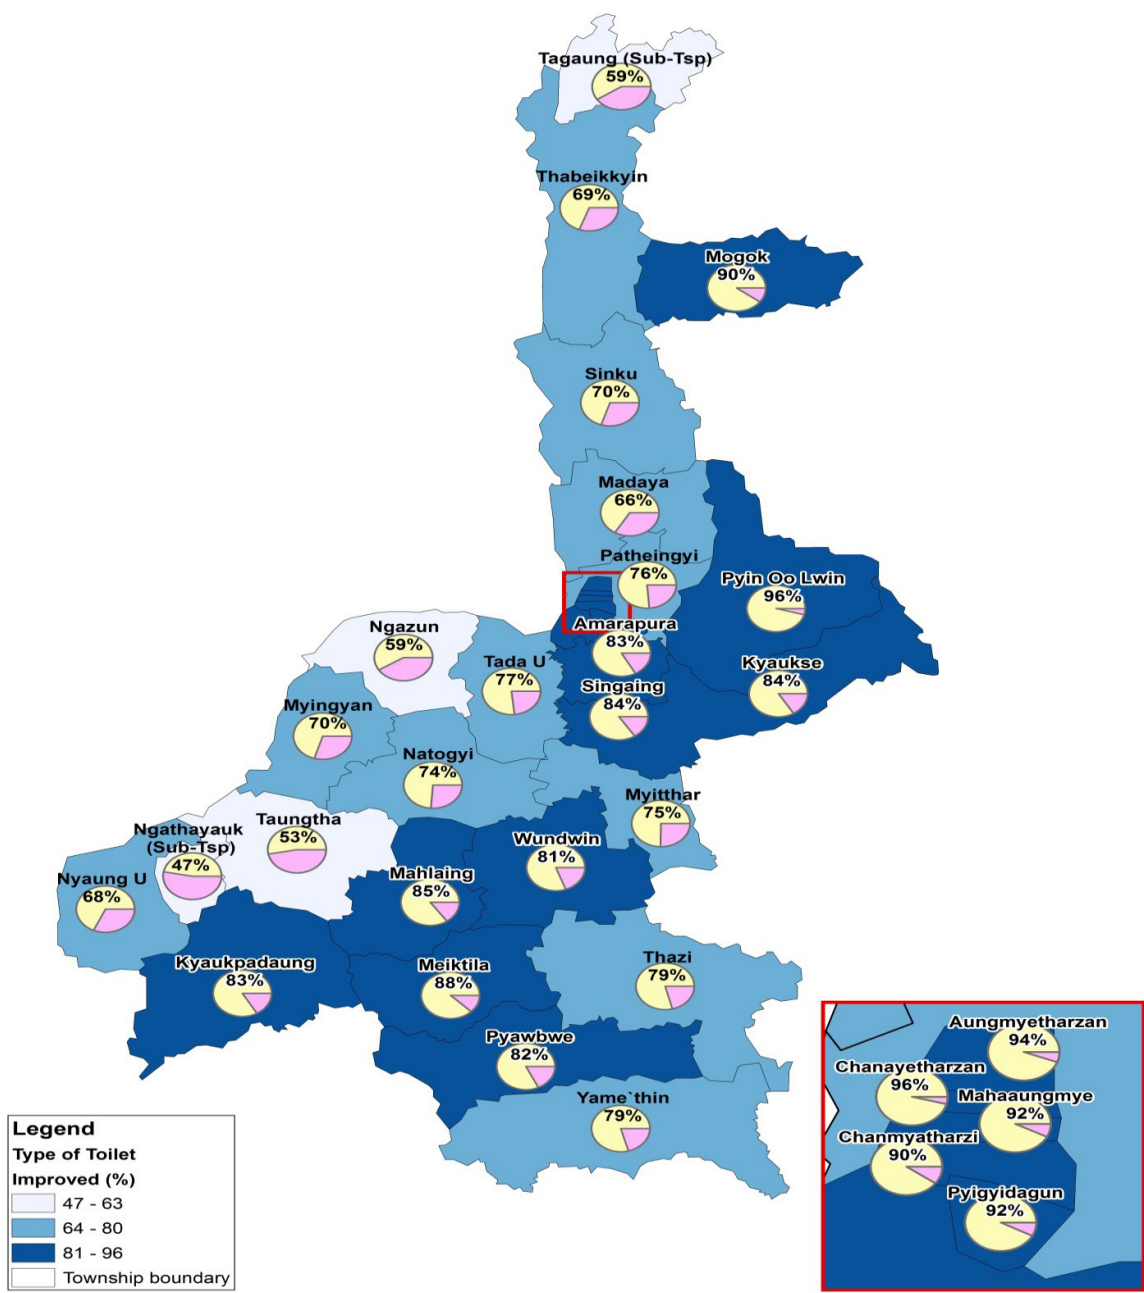 Tagaung (Sub-Tsp)
59%
Thabeikkyin
69%
Mogok
90%
Sinku
70%
Madaya
66%
Patheingyi
76%
Pyin Oo Lwin
96%
Amarapura
83%
Ngazun
59%
Tada U
77%
Kyaukse
84%
Singaing
84%
Myingyan
70%
Natogyi
74%
Myitthar
75%
Taungtha
53%
Ngathayauk
(Sub-Tsp)
47%
Wundwin
81%
Nyaung U
68%
Mahlaing
85%
Kyaukpadaung
83%
Meiktila
88%
Thazi
79%
Pyawbwe
82%
Yame`thin
79%
Aungmyetharzan
94%
Chanayetharzan
96%
Mahaaungmye
92%
Chanmyatharzi
90%
Pyigyidagun
92%
Legend
Type of Toilet
Improved (%)
47 - 63
64 - 80
81 - 96
Township boundary